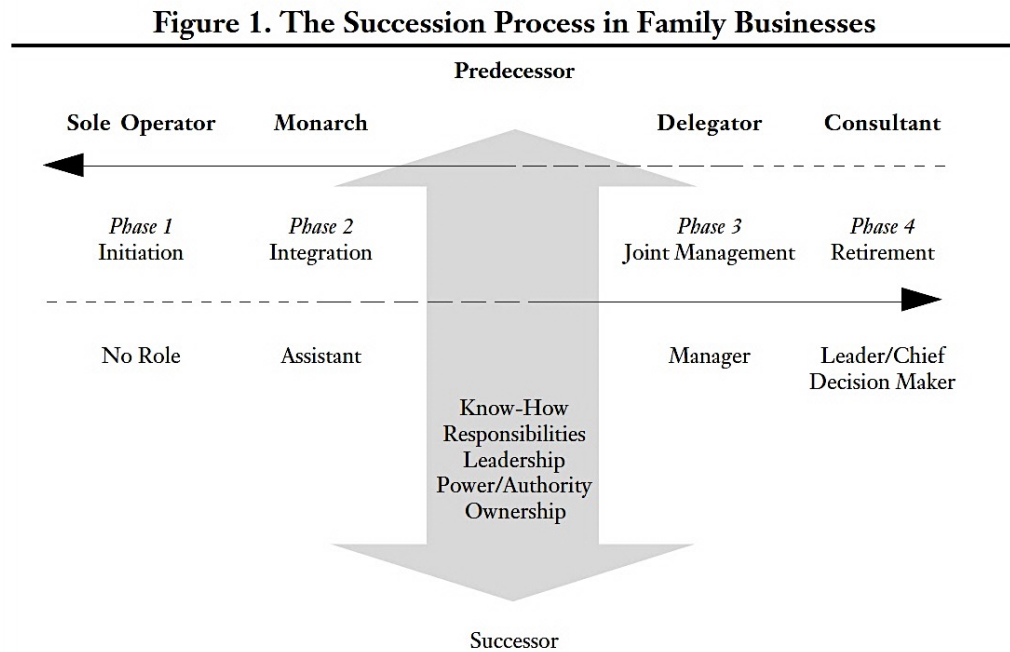 Figure 1. The Succession Process in Family Businesses
Predecessor
Sole Operator Monarch Delegator Consultant
Phase 1 Phase 2 Phase 3 Phase 4
Initiation Integration Joint Management Retirement
No Role Assistant Manager Leader/Chief
Decision Maker
Know-How
Responsibilities
Leadership
Power/Authority
Ownership
Successor